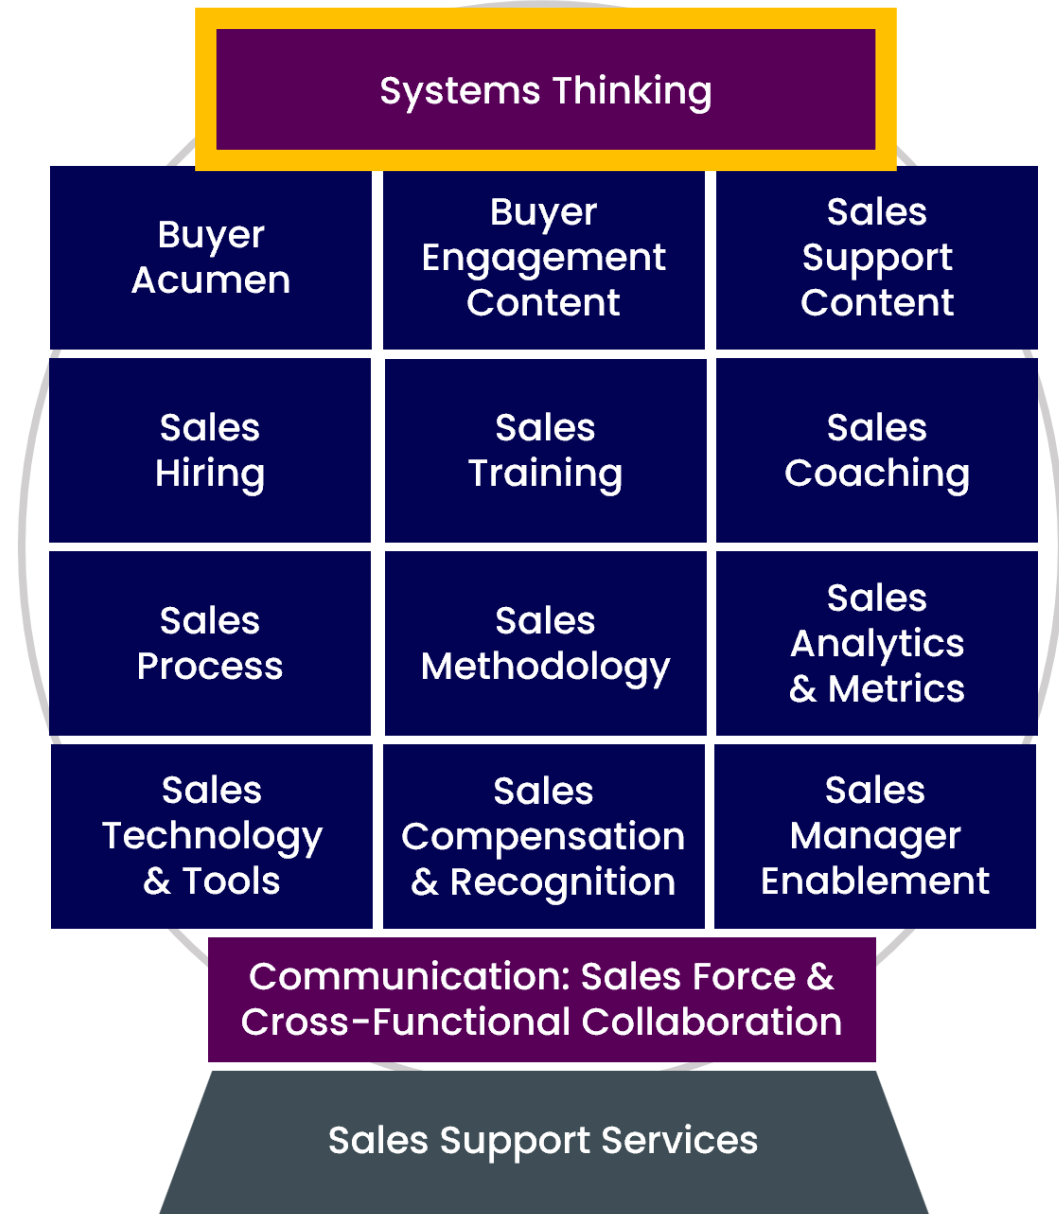 Systems Thinking
Buyer
Acumen
Buyer
Engagement
Content
Sales
Support
Content
Sales
Hiring
Sales
Training
Sales
Coaching
Sales
Process
Sales
Methodology
Sales
Analytics
& Metrics
Sales
Technology
& Tools
Sales
Compensation
& Recognition
Sales
Manager
Enablement
Communication: Sales Force &
Cross-Functional Collaboration
Sales Support Services